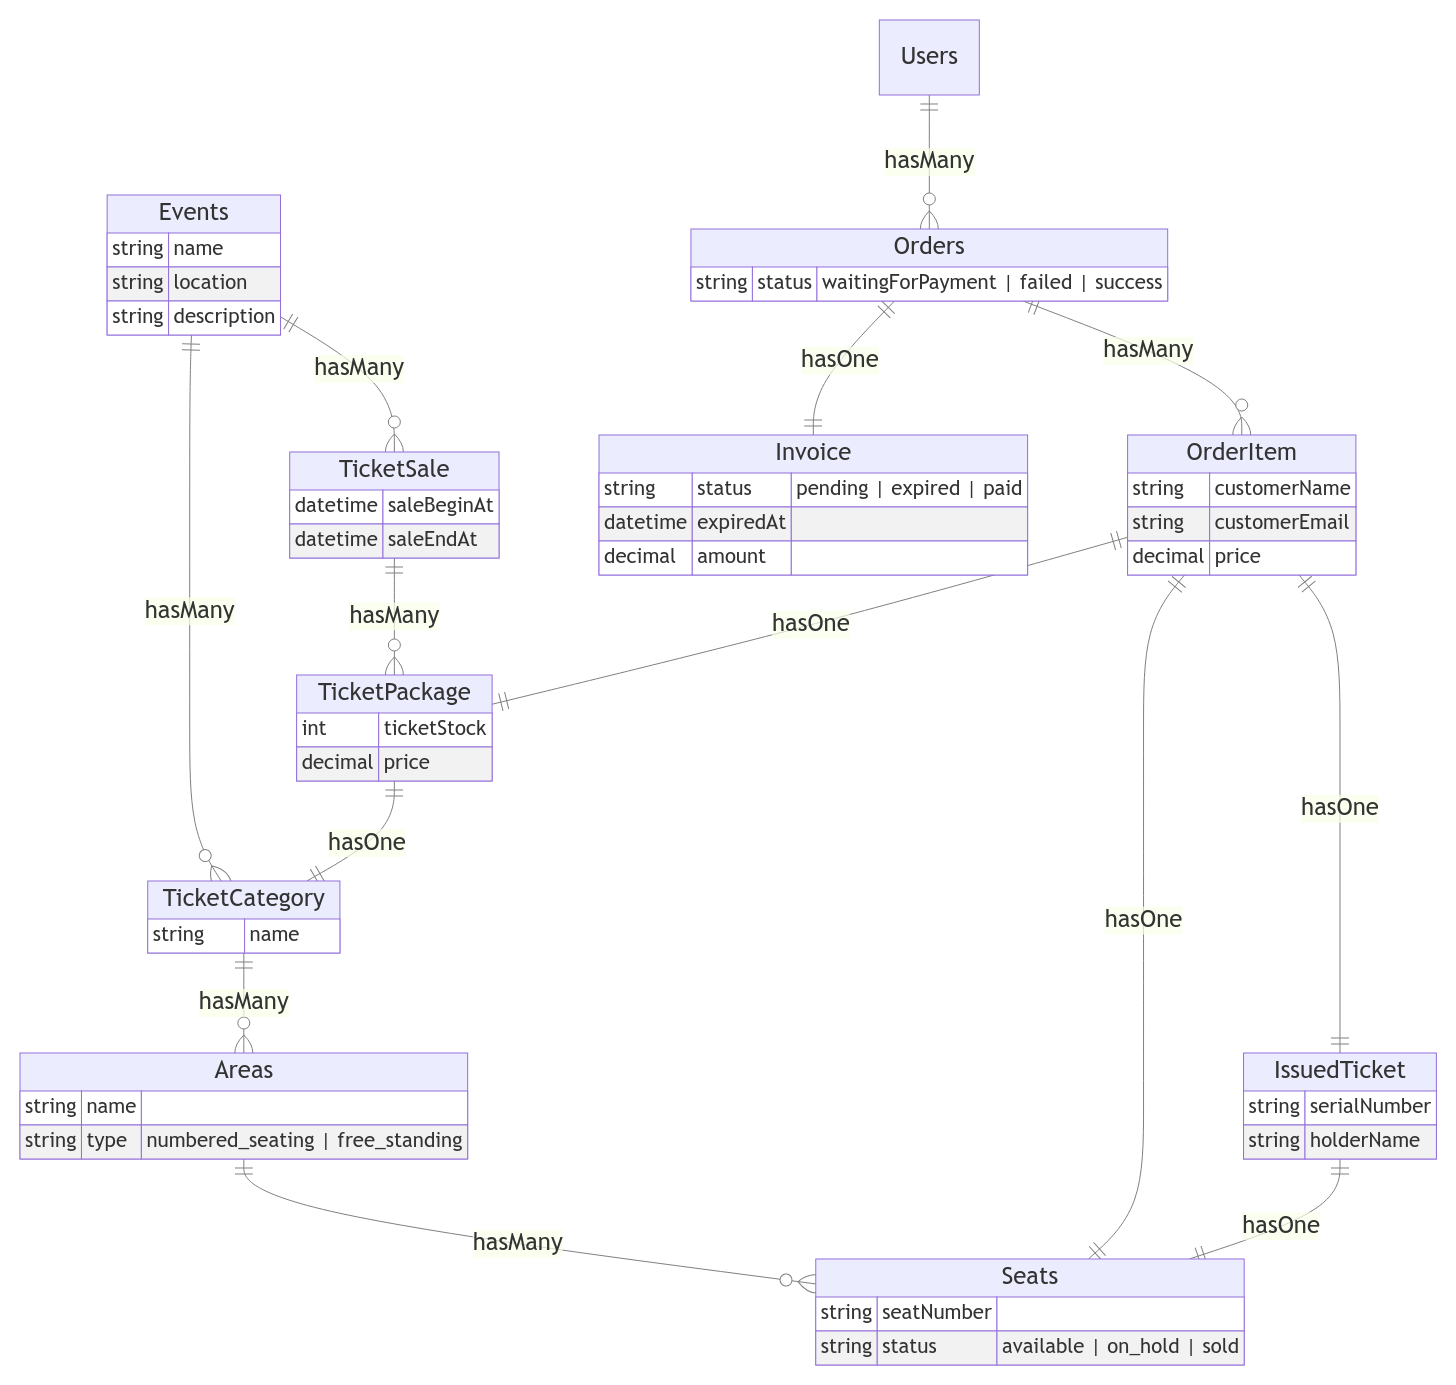 Users
hasMany
Events
string name
string location
string description
Orders
string status waitingForPayment | failed | success
hasMany
hasOne
hasMany
TicketSale
datetime saleBeginAt
datetime saleEndAt
Invoice
string status pending | expired | paid
datetime expiredAt
decimal amount
OrderItem
string customerName
string customerEmail
decimal price
hasMany
hasMany
hasOne
TicketPackage
int ticketStock
decimal price
hasOne
hasOne
TicketCategory
string name
hasOne
hasMany
Areas
string name
string type numbered_seating | free_standing
IssuedTicket
string serialNumber
string holderName
hasMany
hasOne
Seats
string seatNumber
string status available | on_hold | sold